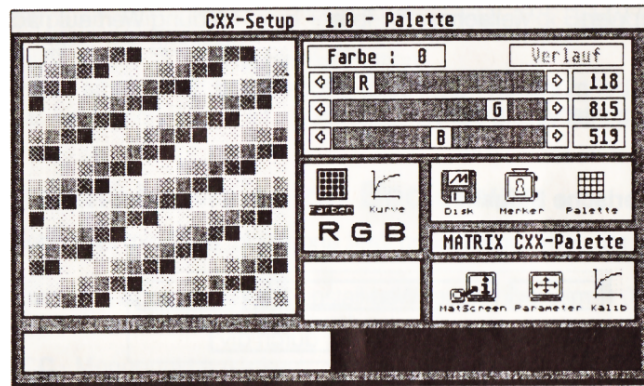 CXX-Setup - 1.0 - Palette
Farbe : 0 Verlauf
R 118
G 815
B 519
Farben Kurve
RGB
Disk Merker Palette
MATRIX CXX-Palette
MatScreen Parameter Kalib